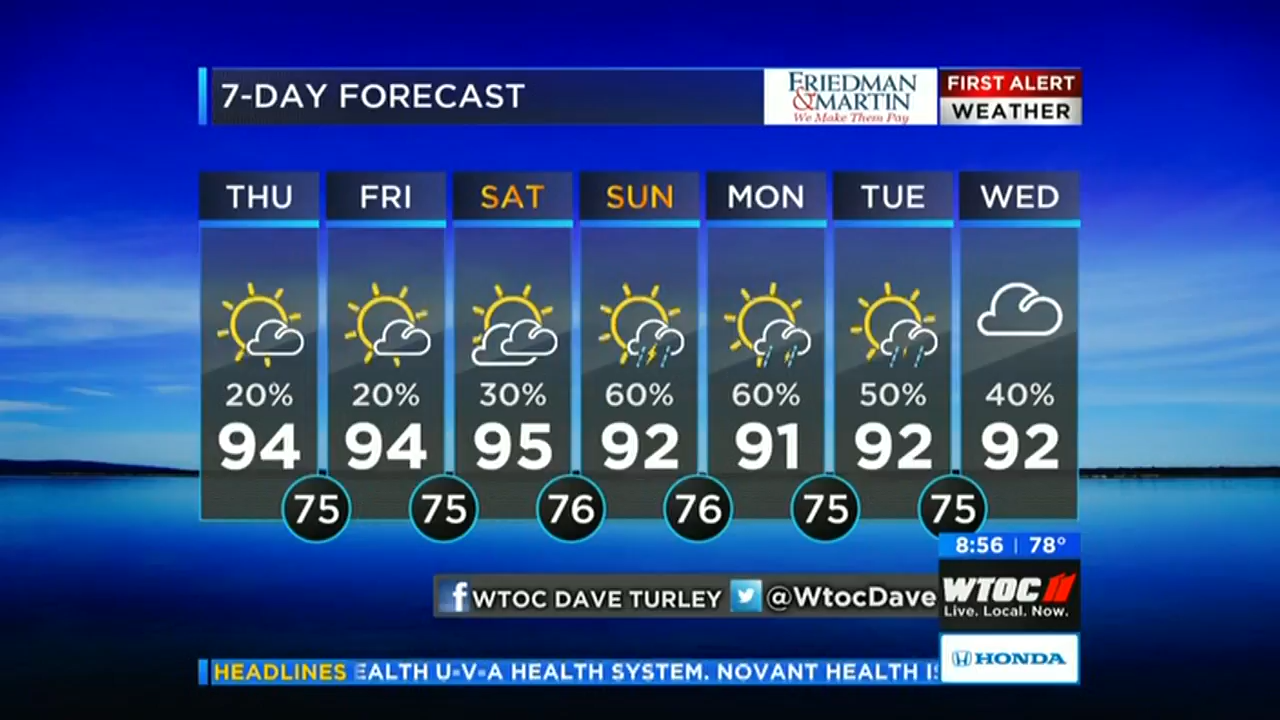 7-DAY FORECAST
FRIEDMAN
&MARTIN
We Make Them Pay
FIRST ALERT
WEATHER
THU FRI SAT SUN MON TUE WED
20% 20% 30% 60% 60% 50% 40%
94 94 95 92 91 92 92
75 75 76 76 75 75
8:56 | 78°
f WTOC DAVE TURLEY @WtocDave
WTOC 11
Live. Local. Now.
HEADLINES EALTH U-V-A HEALTH SYSTEM. NOVANT HEALTH IS
HONDA